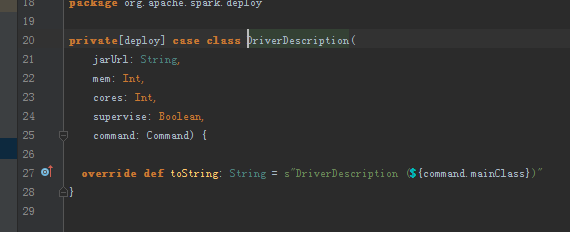 18 package org.apache.spark.deploy
19
20 private[deploy] case class DriverDescription(
21 jarUrl: String,
22 mem: Int,
23 cores: Int,
24 supervise: Boolean,
25 command: Command) {
26
27 override def toString: String = s"DriverDescription (${command.mainClass})"
28 }
29